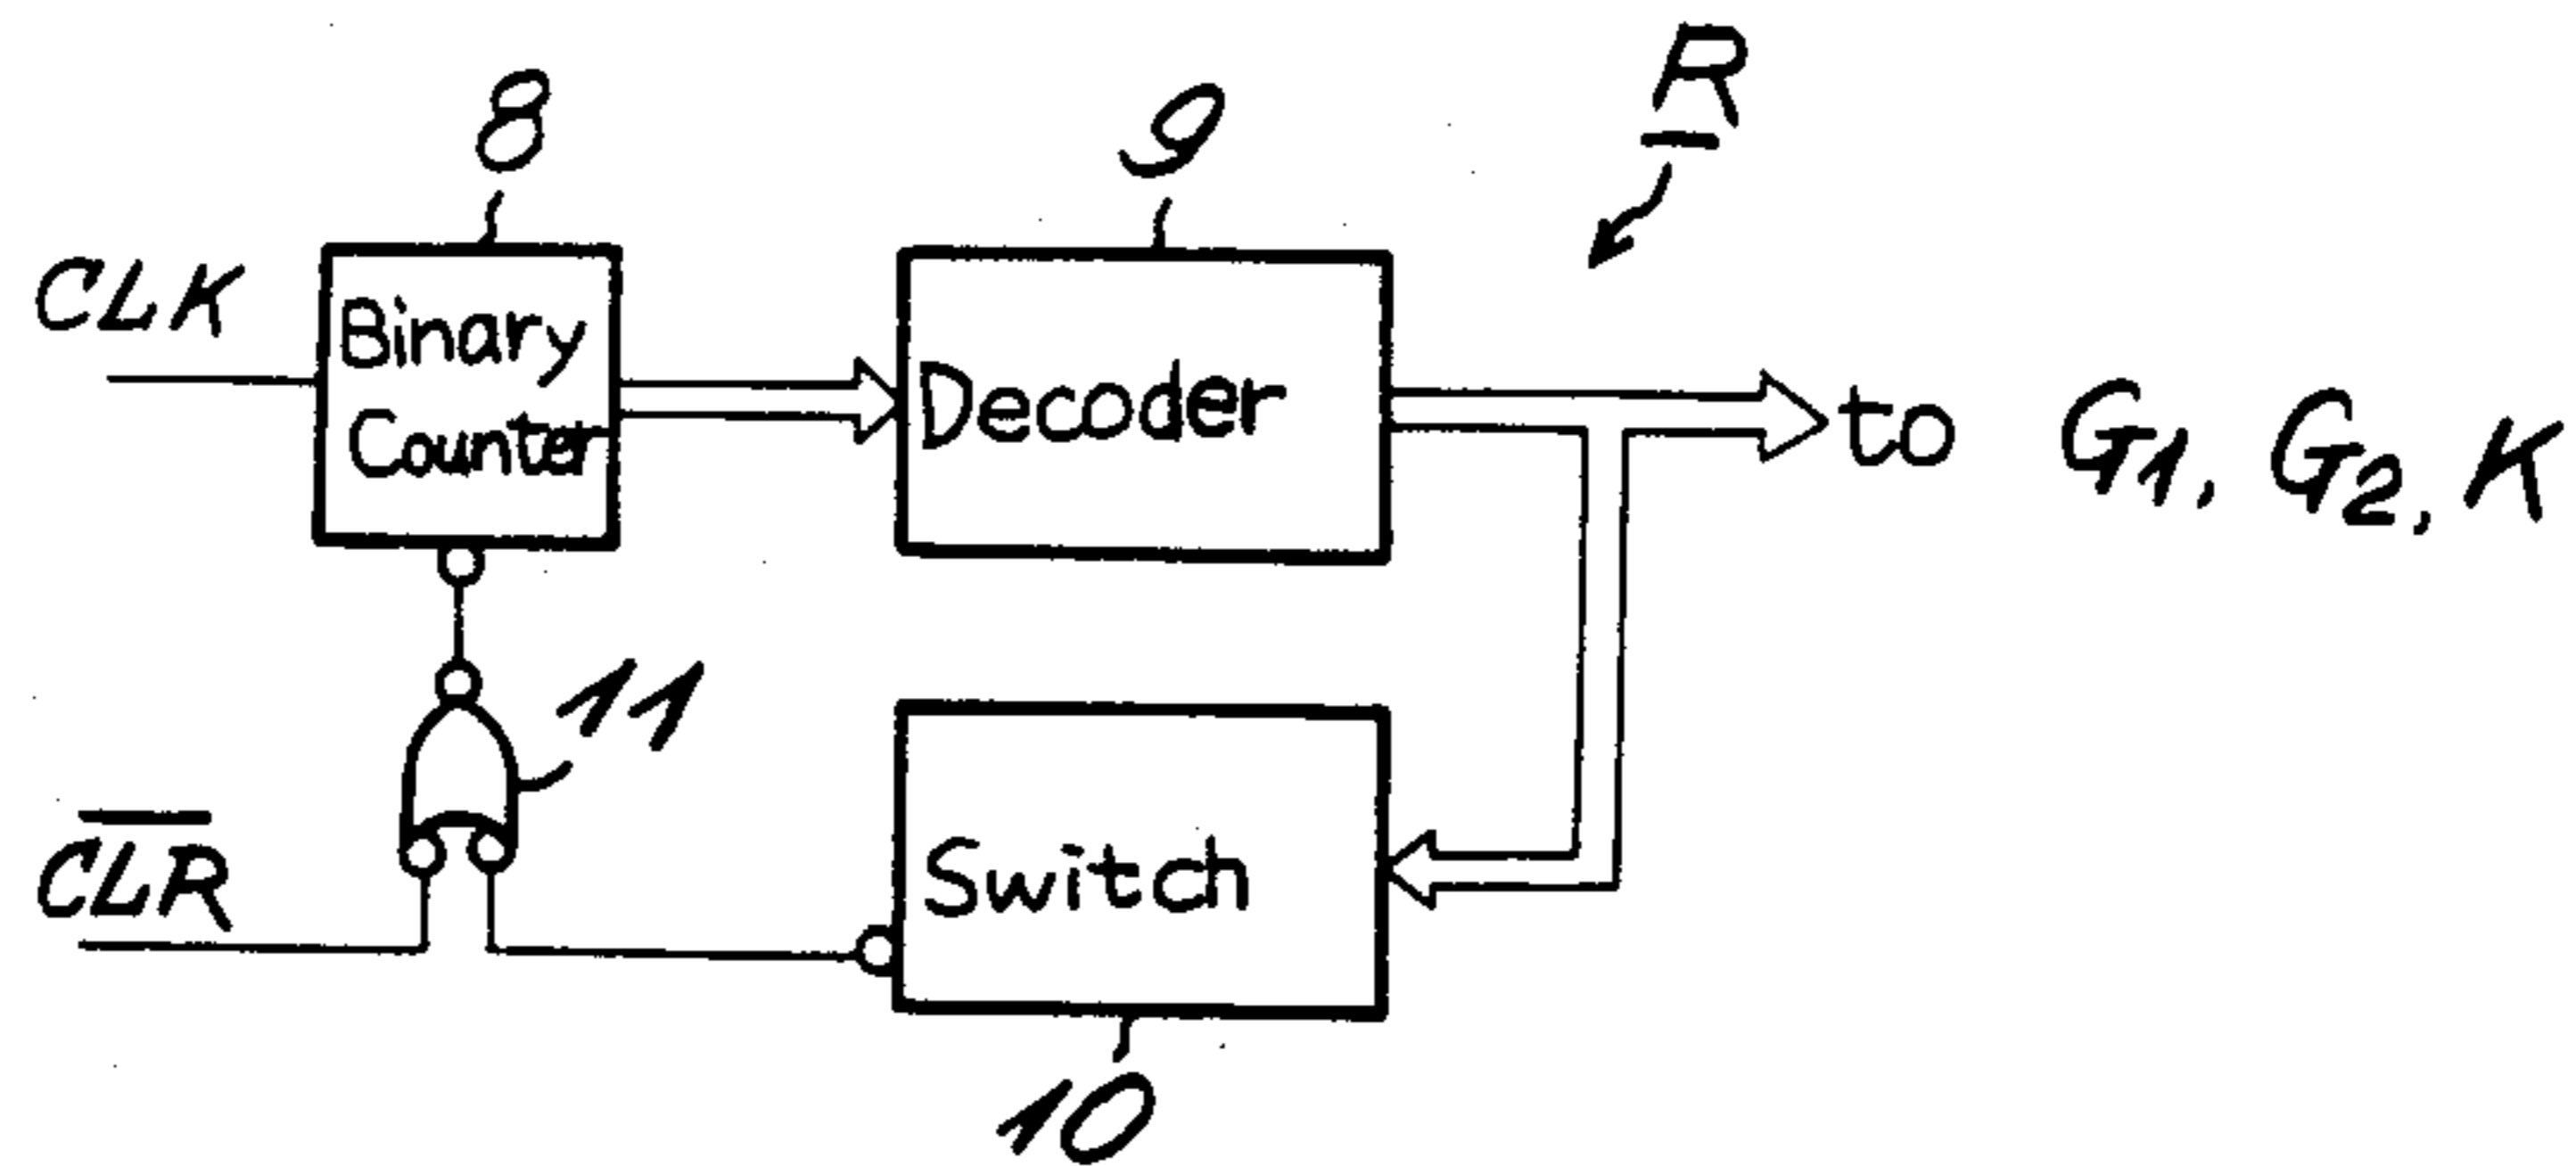 8
9
R
CLK
Binary
Counter
Decoder
to G1, G2, K
11
CLR
Switch
10